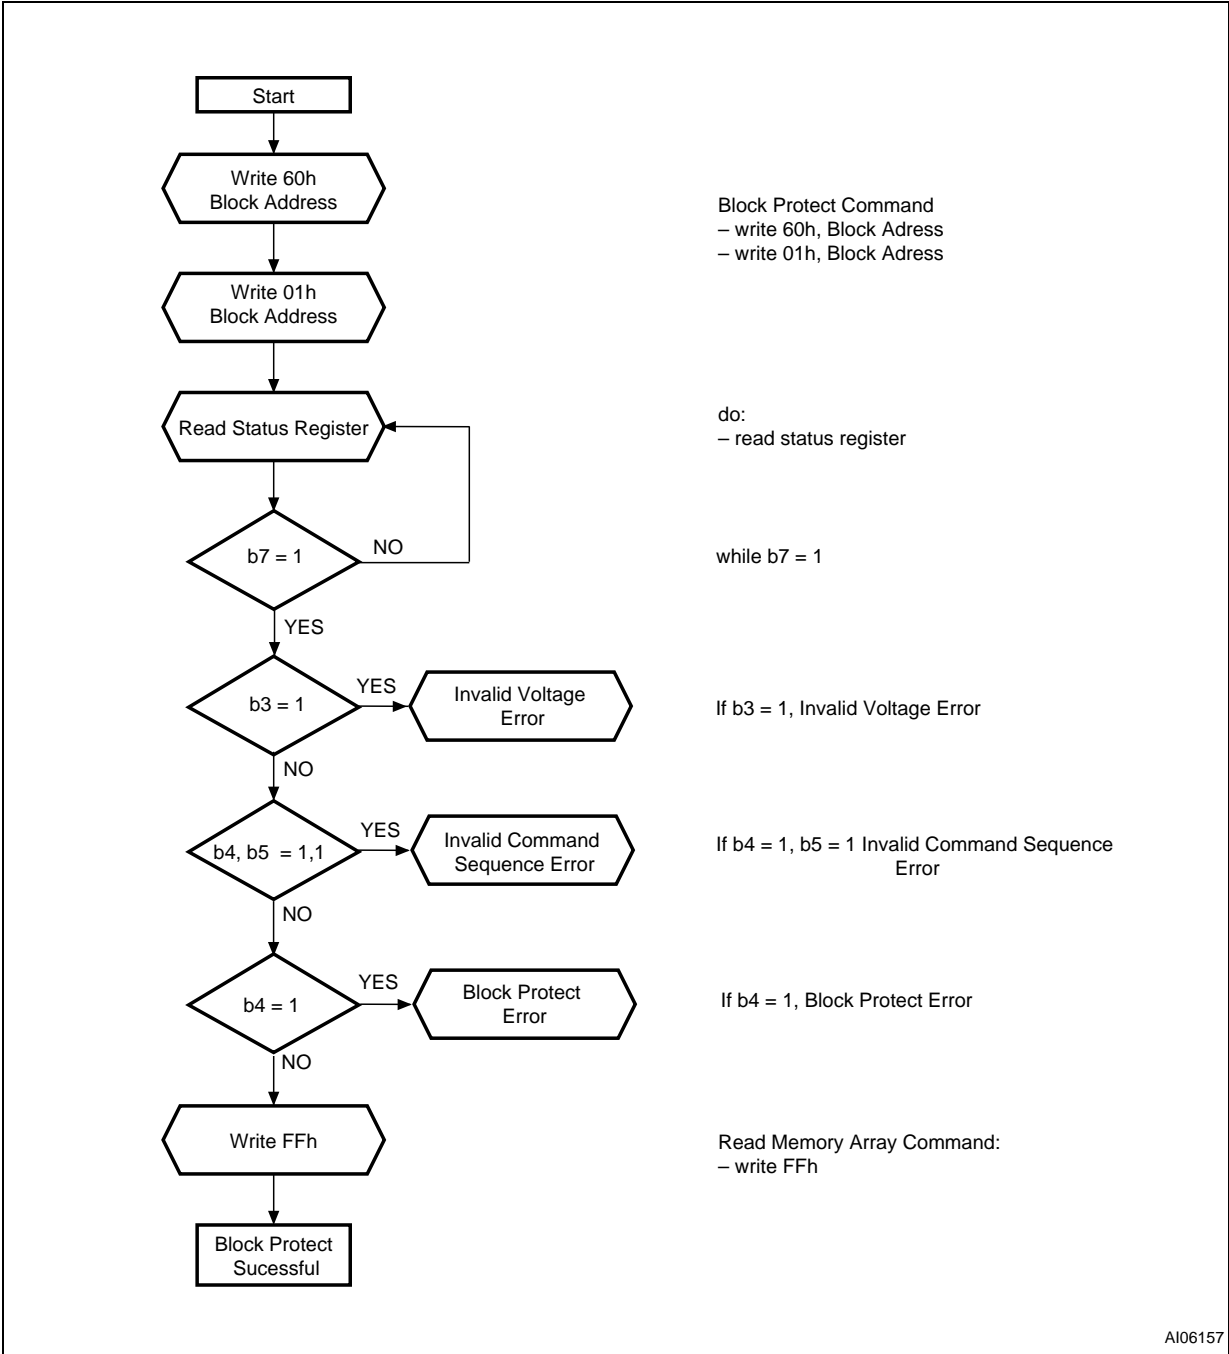 Start
Write 60h
Block Address
Block Protect Command
– write 60h, Block Adress
– write 01h, Block Adress
Write 01h
Block Address
Read Status Register
do:
– read status register
b7 = 1
NO
while b7 = 1
YES
b3 = 1
YES
Invalid Voltage
Error
If b3 = 1, Invalid Voltage Error
NO
b4, b5 = 1,1
YES
Invalid Command
Sequence Error
If b4 = 1, b5 = 1 Invalid Command Sequence
Error
NO
b4 = 1
YES
Block Protect
Error
If b4 = 1, Block Protect Error
NO
Write FFh
Read Memory Array Command:
– write FFh
Block Protect
Sucessful
AI06157